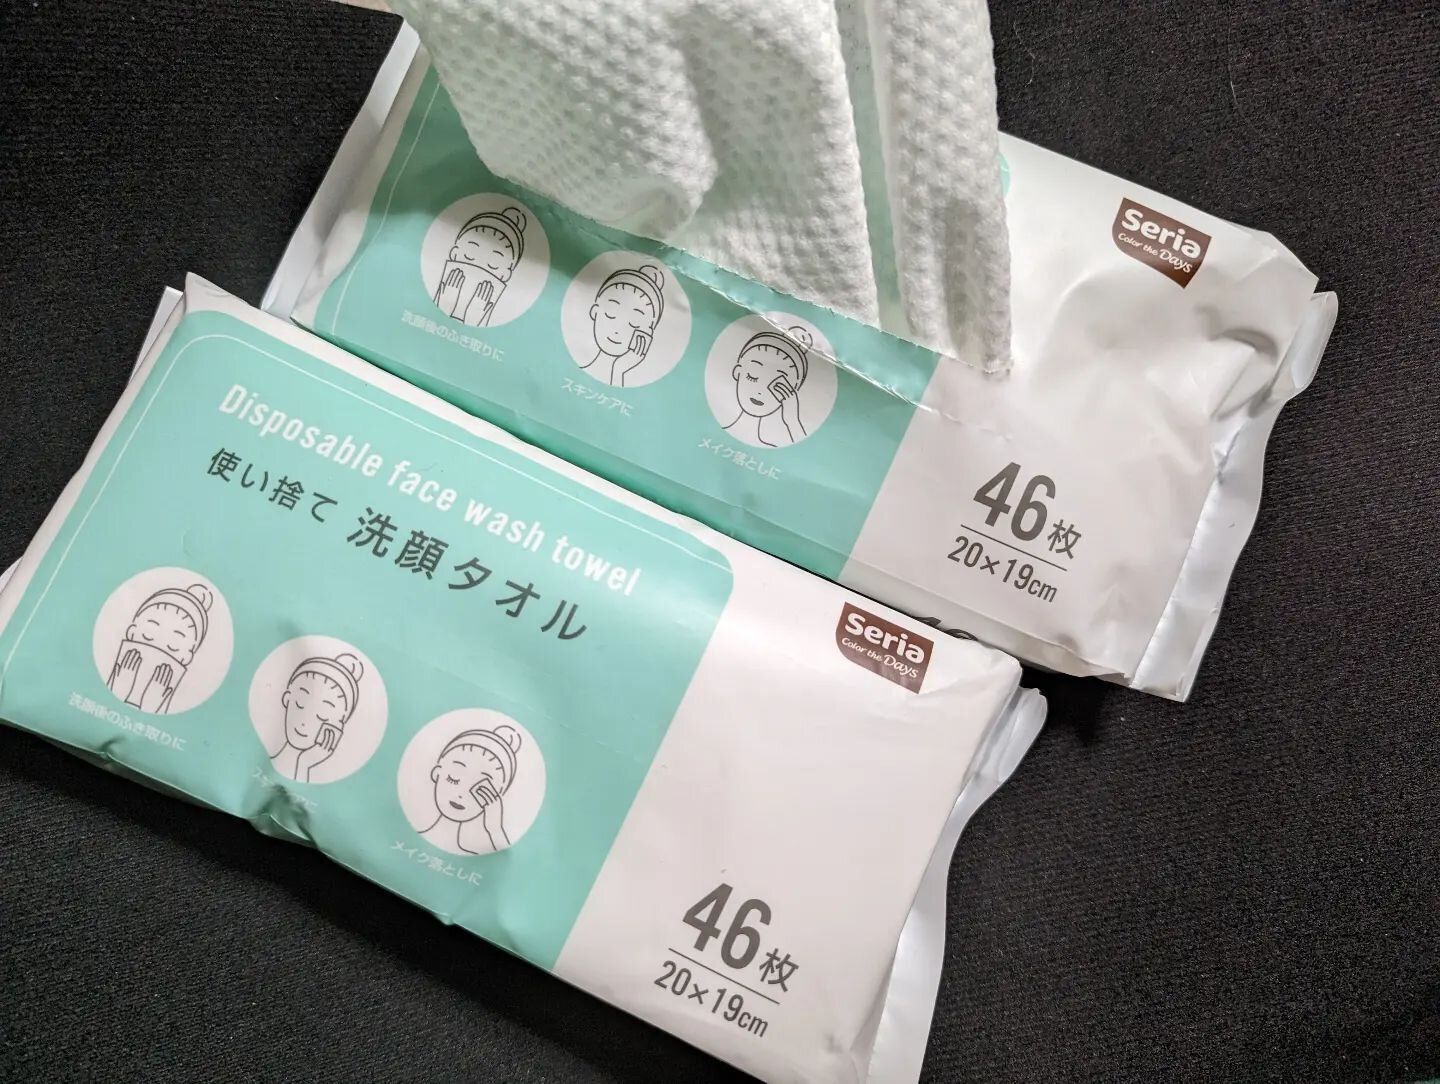 Seria
Color the Days
洗顔後のふき取りに
スキンケアに
メイク落としに
46枚
20×19cm
Disposable face wash towel
使い捨て 洗顔タオル
Seria
Color the Days
洗顔後のふき取りに
スキンケアに
メイク落としに
46枚
20×19cm